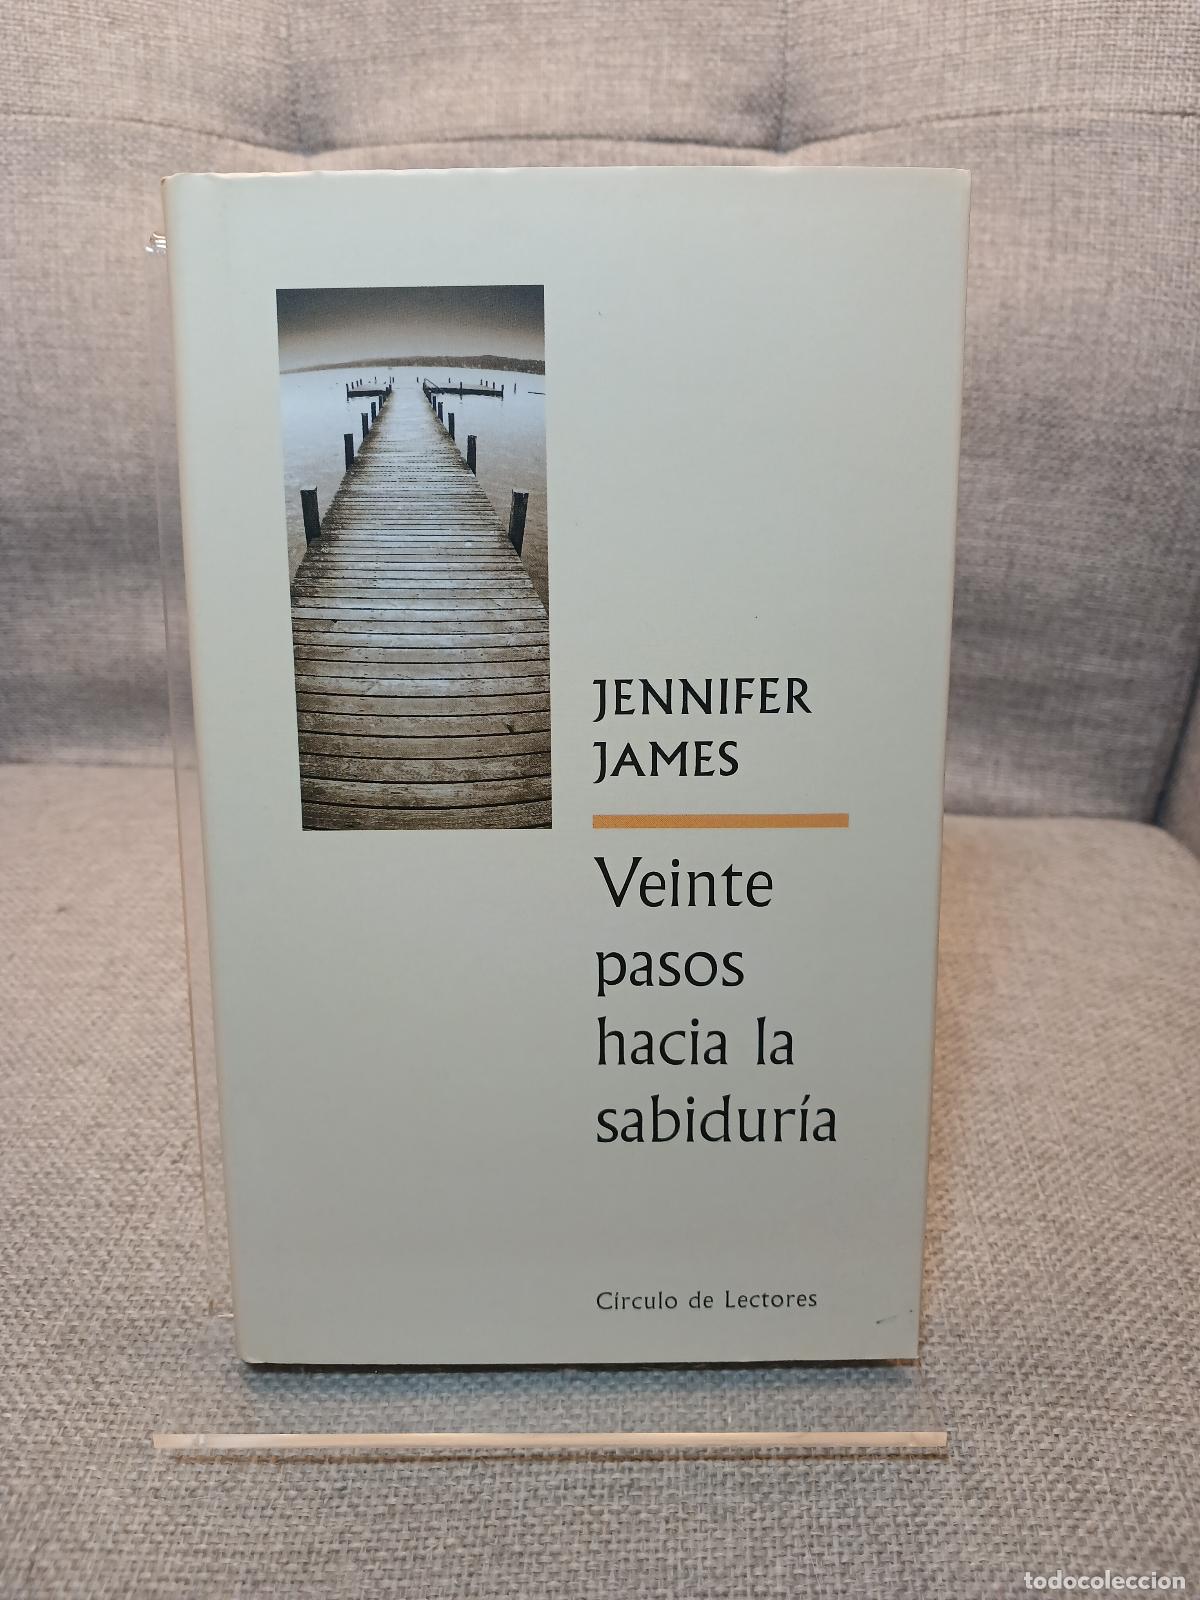 JENNIFER
JAMES
Veinte
pasos
hacia la
sabiduría
Círculo de Lectores
todocoleccion